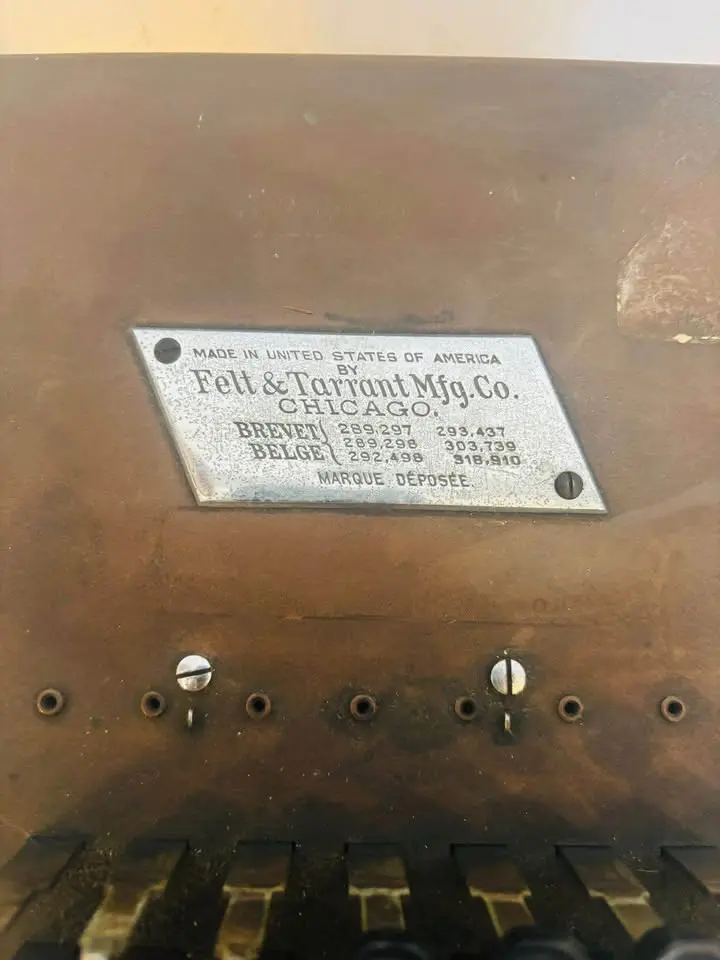 MADE IN UNITED STATES OF AMERICA
BY
Felt & Tarrant Mfg. Co.
CHICAGO.
BREVET BELGE { 289,297 293,437
289,298 303,739
292,498 318,910
MARQUE DÉPOSÉE